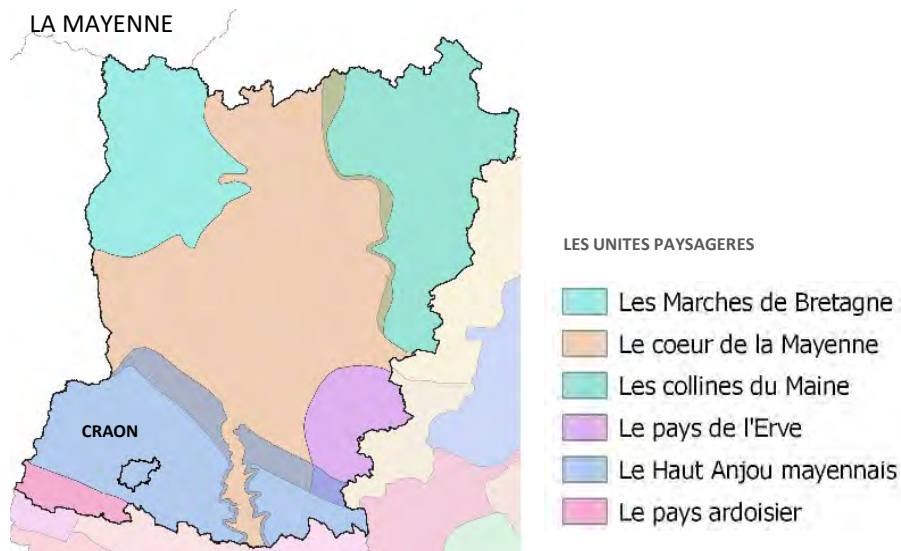 LA MAYENNE
CRAON
LES UNITES PAYSAGERES
Les Marches de Bretagne
Le coeur de la Mayenne
Les collines du Maine
Le pays de l'Erve
Le Haut Anjou mayennais
Le pays ardoisier